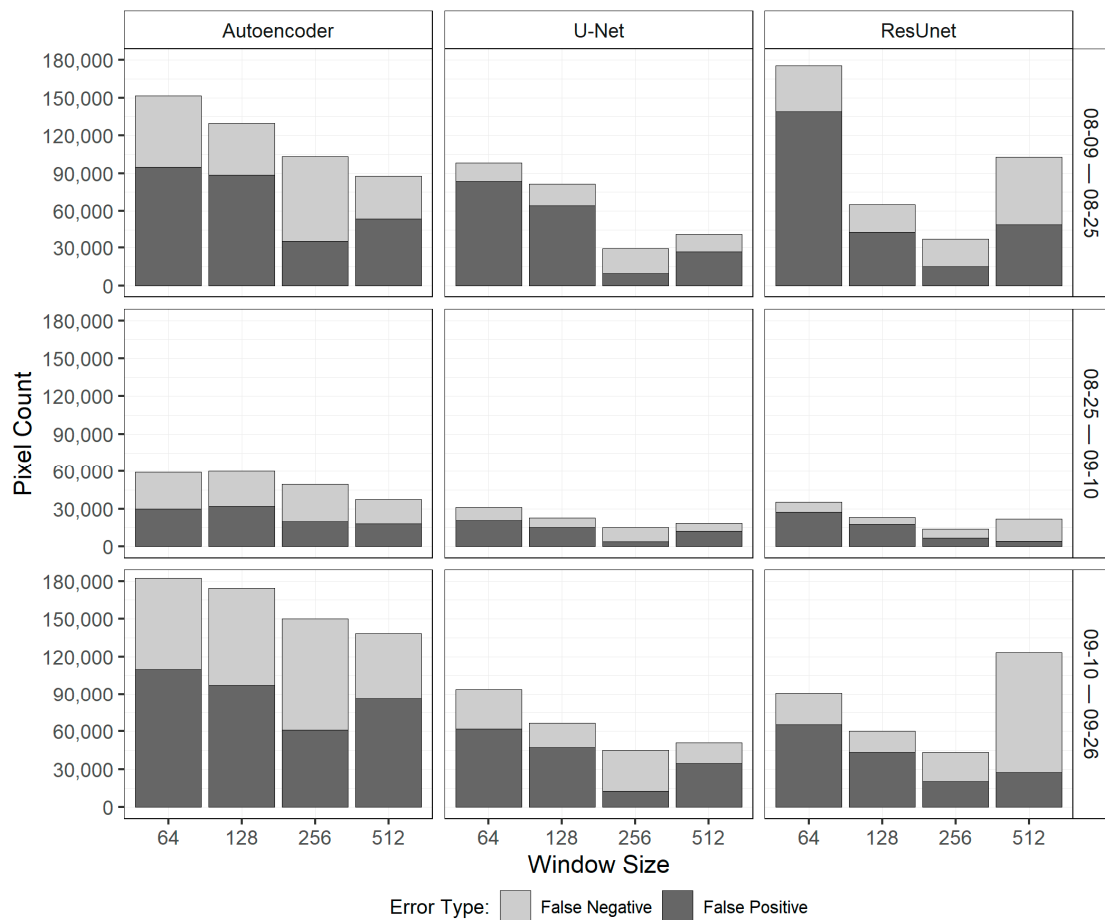 Autoencoder
U-Net
ResUnet
Pixel Count
180,000
150,000
120,000
90,000
60,000
30,000
0
08-09 — 08-25
180,000
150,000
120,000
90,000
60,000
30,000
0
08-25 — 09-10
180,000
150,000
120,000
90,000
60,000
30,000
0
09-10 — 09-26
64 128 256 512
64 128 256 512
64 128 256 512
Window Size
Error Type: False Negative False Positive